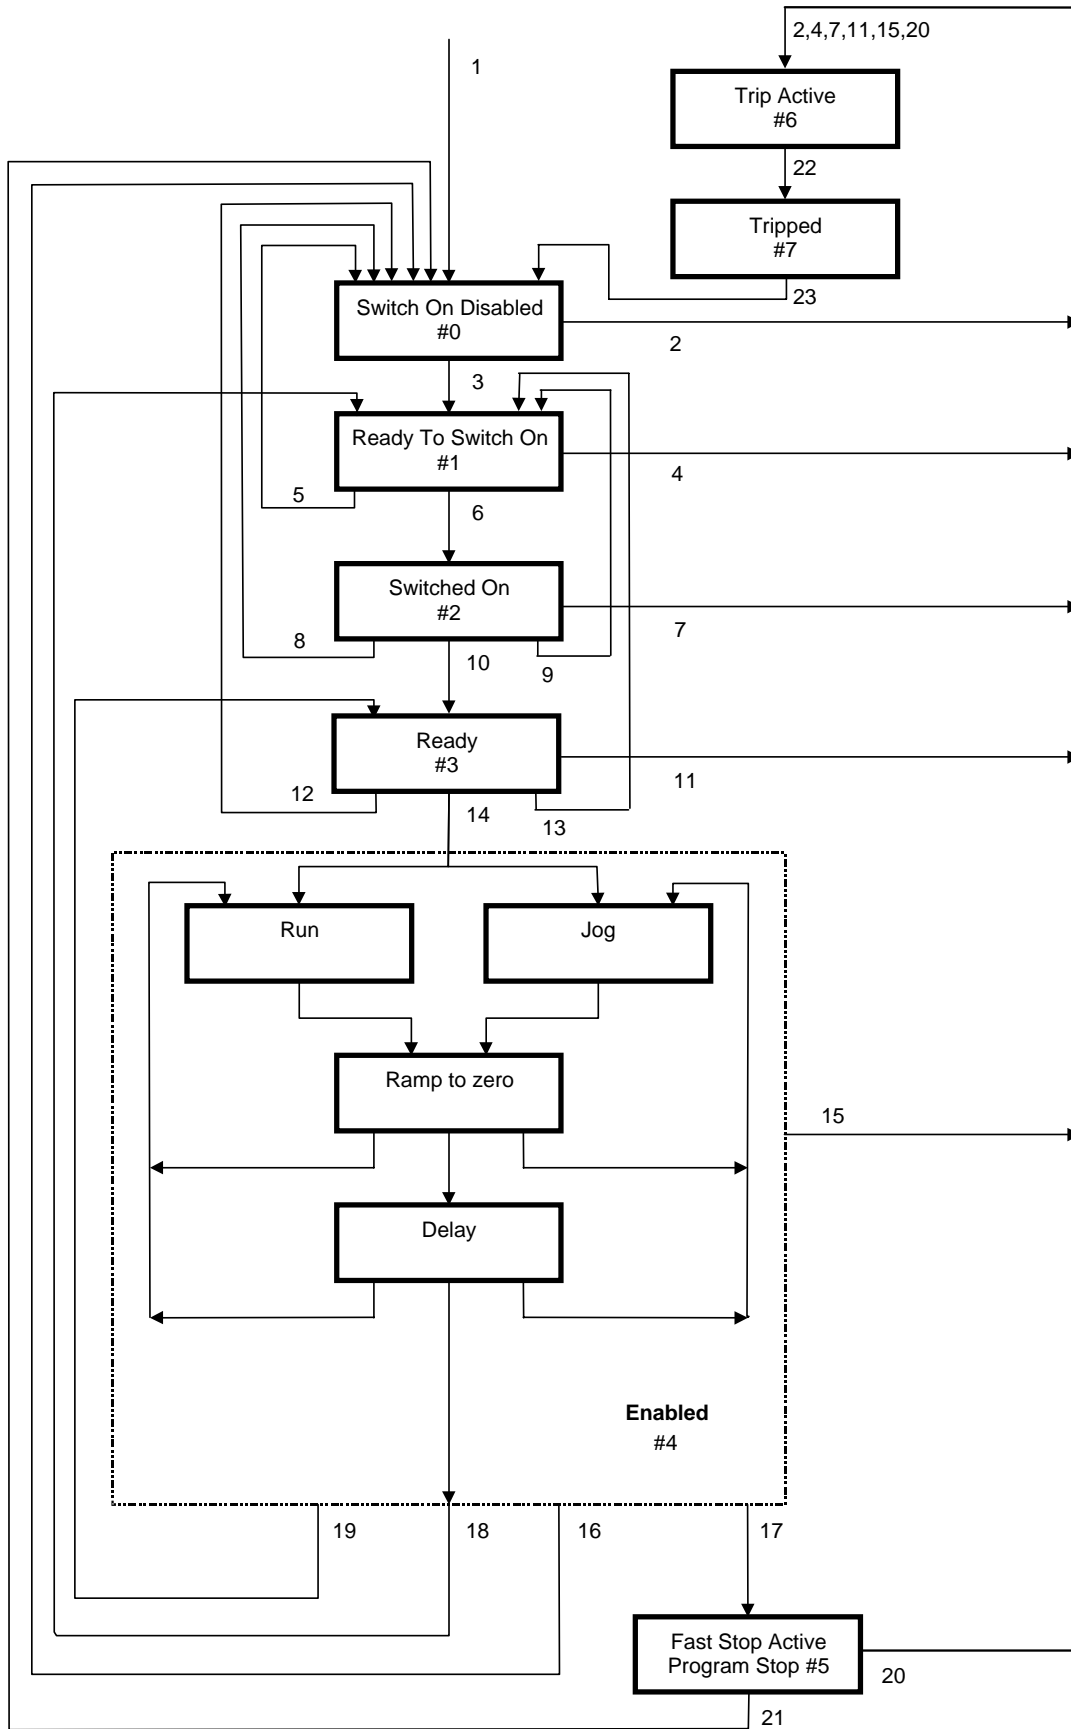 2,4,7,11,15,20
1
Trip Active
#6
22
Tripped
#7
23
Switch On Disabled
#0
2
3
Ready To Switch On
#1
4
5
6
Switched On
#2
7
8
10
9
Ready
#3
11
12
14
13
Run
Jog
Ramp to zero
15
Delay
Enabled
#4
19
18
16
17
Fast Stop Active
Program Stop #5
20
21